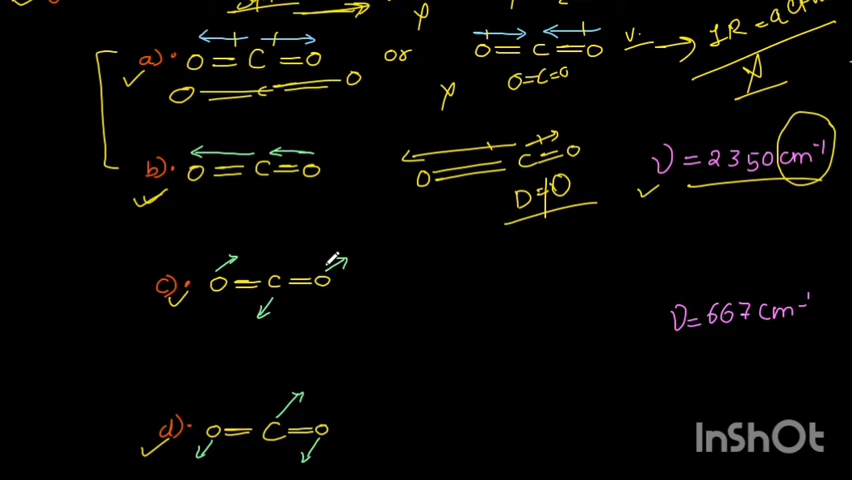 a). O=C=O or O=C=O v. → IR = a
O=C=O O=C=O
b). O=C=O O=C=O ν = 2350 cm⁻¹
D≠0
c). O=C=O
ν = 667 cm⁻¹
d). O=C=O
InShOt